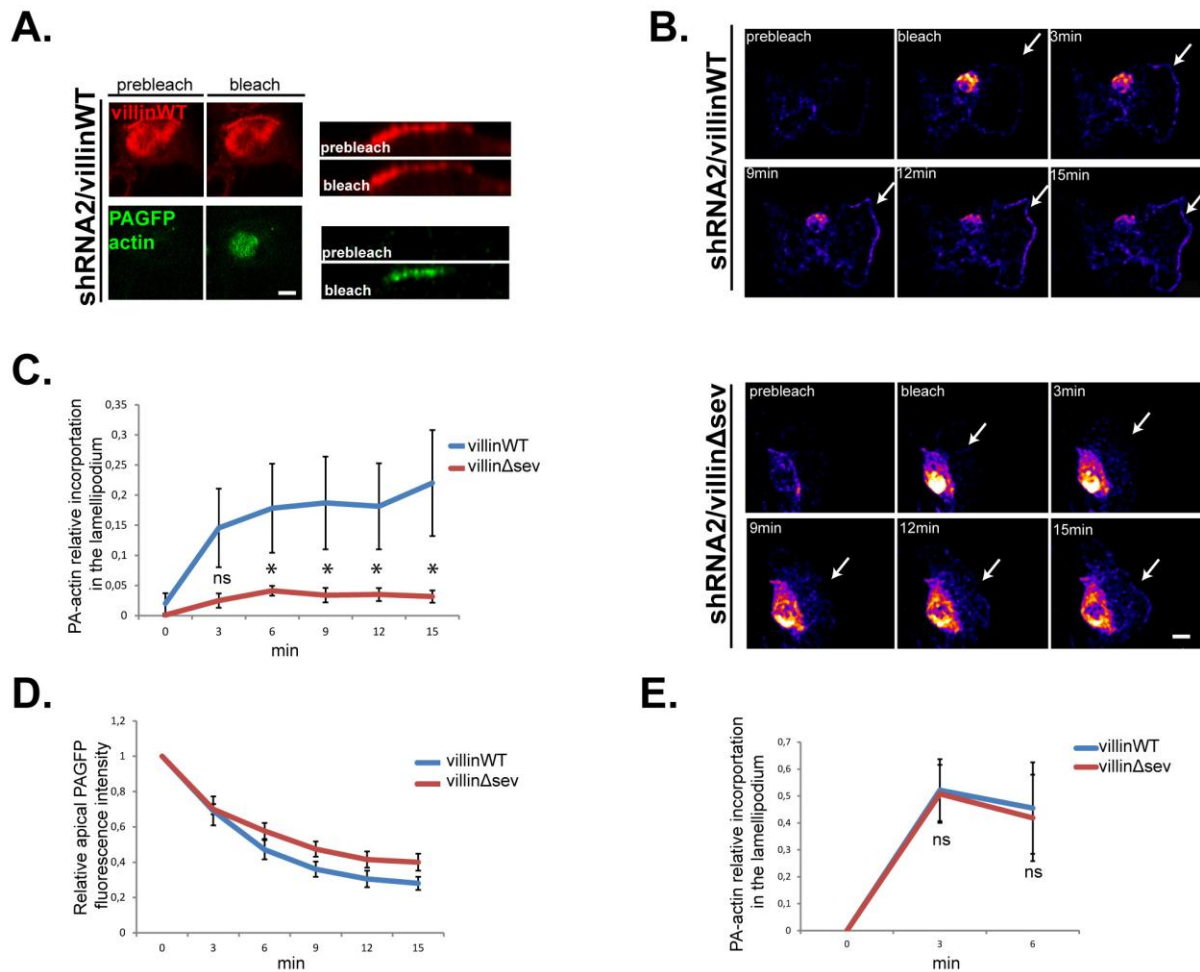 A.
prebleach bleach
shRNA2/villinWT
villinWT
PAGFP
actin
prebleach
bleach
prebleach
bleach
B.
shRNA2/villinWT
prebleach bleach 3min
9min 12min 15min
shRNA2/villinΔsev
prebleach bleach 3min
9min 12min 15min
C.
PA-actin relative incorportation
in the lamellipodium
0,35
0,3
0,25
0,2
0,15
0,1
0,05
0
villinWT
villinΔsev
ns * * * *
0 3 6 9 12 15
min
D.
Relative apical PAGFP
fluorescence intensity
1,2
1
0,8
0,6
0,4
0,2
0
villinWT
villinΔsev
0 3 6 9 12 15
min
E.
PA-actin relative incorportation
in the lamellipodium
0,7
0,6
0,5
0,4
0,3
0,2
0,1
0
villinWT
villinΔsev
ns
ns
0 3 6
min